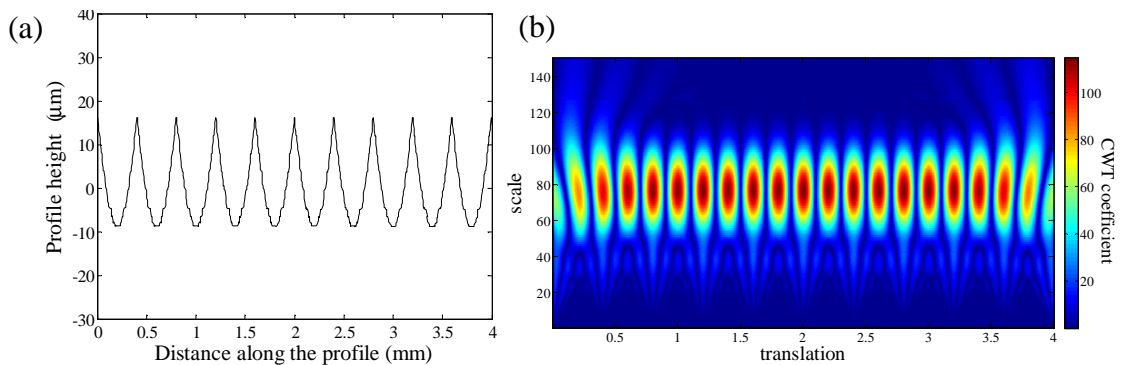 (a)
40
30
20
10
0
-10
-20
-30
Profile height (μm)
0 0.5 1 1.5 2 2.5 3 3.5 4
Distance along the profile (mm)
(b)
140
120
100
80
60
40
20
scale
0.5 1 1.5 2 2.5 3 3.5 4
translation
100
80
60
40
20
CWT coefficient